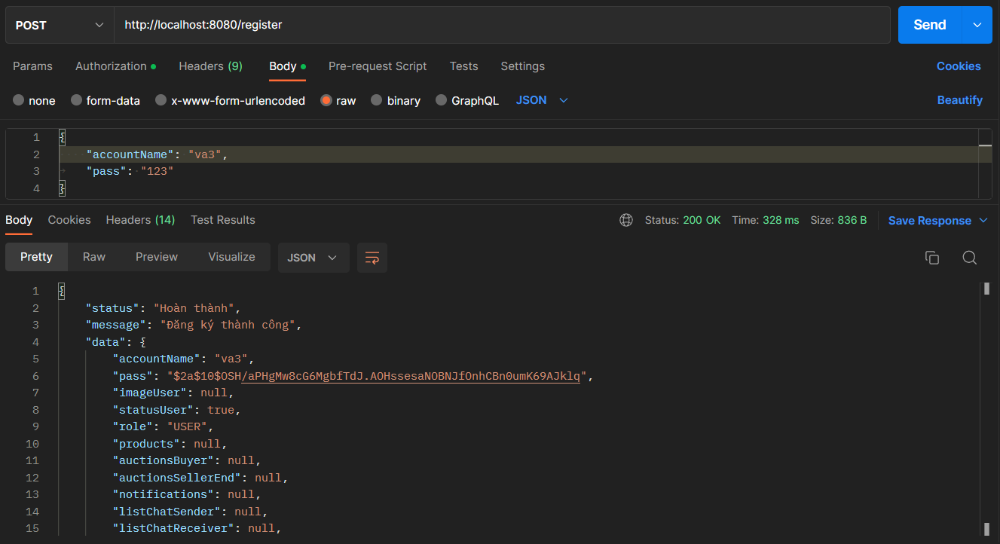 POST http://localhost:8080/register Send
Params Authorization Headers (9) Body Pre-request Script Tests Settings Cookies
none form-data x-www-form-urlencoded raw binary GraphQL JSON Beautify
1 {
2 "accountName": "va3",
3 "pass": "123"
4 }
Body Cookies Headers (14) Test Results Status: 200 OK Time: 328 ms Size: 836 B Save Response
Pretty Raw Preview Visualize JSON
1 {
2 "status": "Hoàn thành",
3 "message": "Đăng ký thành công",
4 "data": {
5 "accountName": "va3",
6 "pass": "$2a$10$OSH/aPHgMw8cG6MgbfTdJ.AOHssesaNOBNJfOnhCBn0umK69AJklq",
7 "imageUser": null,
8 "statusUser": true,
9 "role": "USER",
10 "products": null,
11 "auctionsBuyer": null,
12 "auctionsSellerEnd": null,
13 "notifications": null,
14 "listChatSender": null,
15 "listChatReceiver": null,